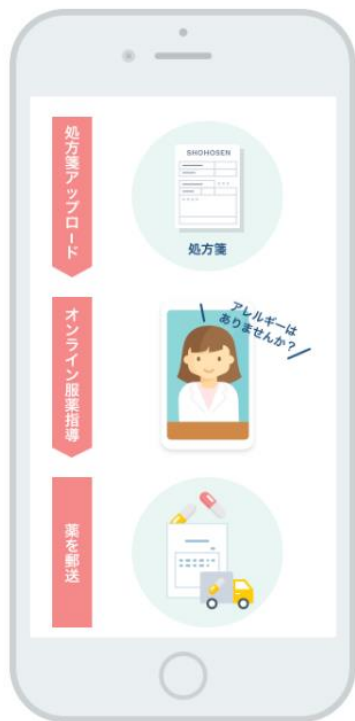 処方箋アップロード
SHOHOSEN
処方箋
オンライン服薬指導
アレルギーは
ありませんか？
薬を郵送